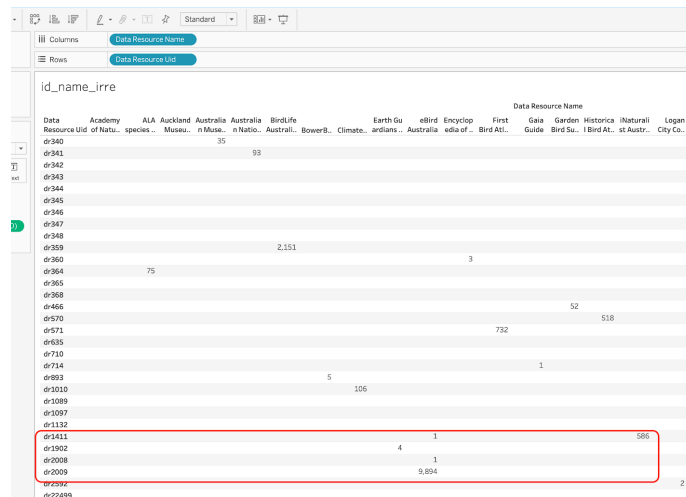 Standard
Columns Data Resource Name
Rows Data Resource Uid
id_name_irre
Data Resource Name
Data Academy ALA Auckland Australia Australia BirdLife Earth Gu eBird Encyclop First Gaia Garden Historica iNaturali Logan
Resource Uid of Natu.. species .. Museu.. n Muse.. n Natio.. Australi.. BowerB.. Climate.. ardians .. Australia edia of .. Bird Atl.. Guide Bird Su.. l Bird At.. st Austr.. City Co..
dr340 35
dr341 93
dr342
dr343
dr344
dr345
dr346
dr347
dr348
dr359 2,151
dr360 3
dr364 75
dr365
dr368
dr466 52
dr570 518
dr571 732
dr635
dr710
dr714 1
dr893 5
dr1010 106
dr1089
dr1097
dr1132
dr1411 1 586
dr1902 4
dr2008 1
dr2009 9,894
dr2592 2
dr22499